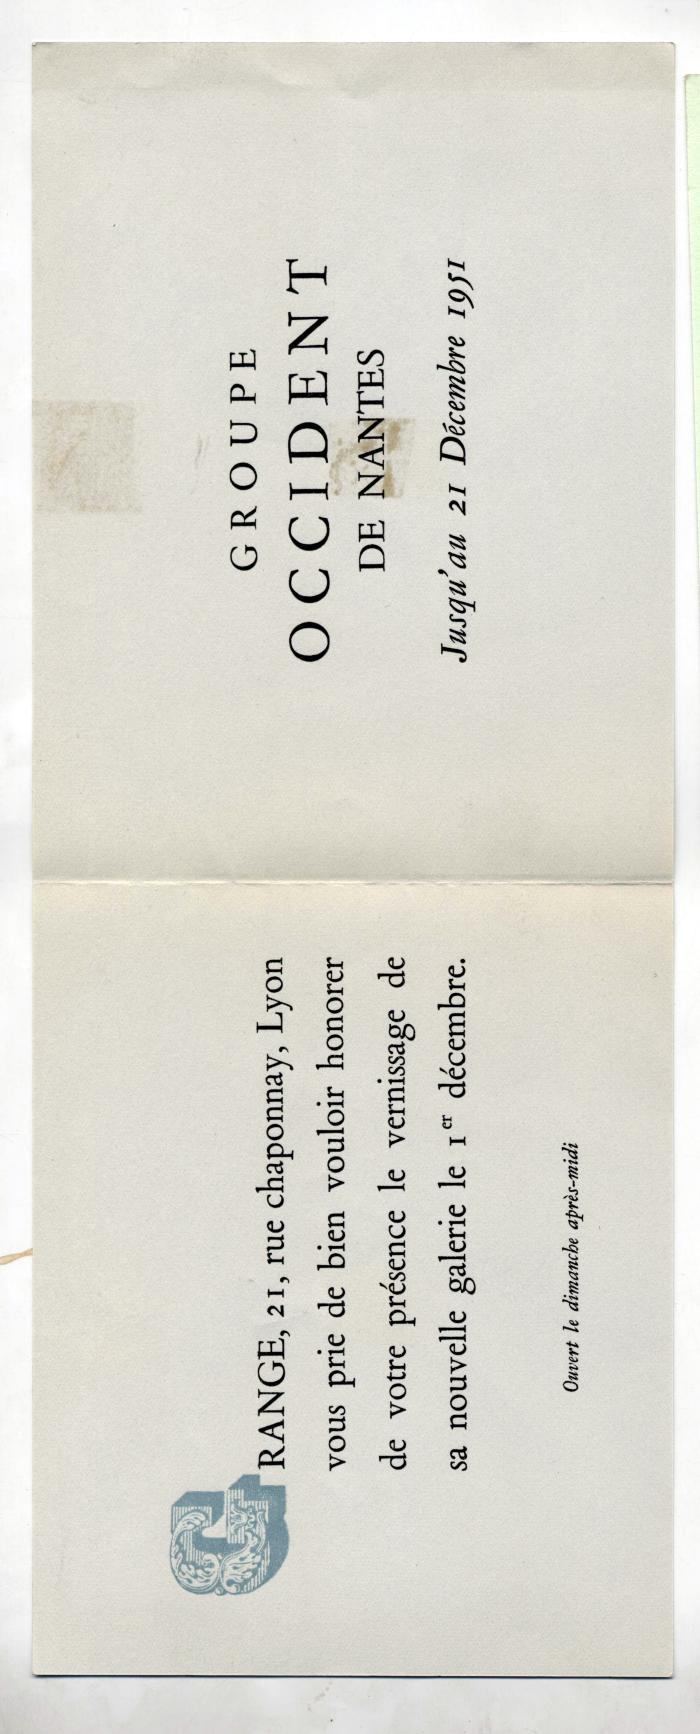 GRANGE, 21, rue chaponnay, Lyon
vous prie de bien vouloir honorer
de votre présence le vernissage de
sa nouvelle galerie le 1er décembre.
Ouvert le dimanche après-midi
GROUPE
OCCIDENT
DE NANTES
Jusqu'au 21 Décembre 1951